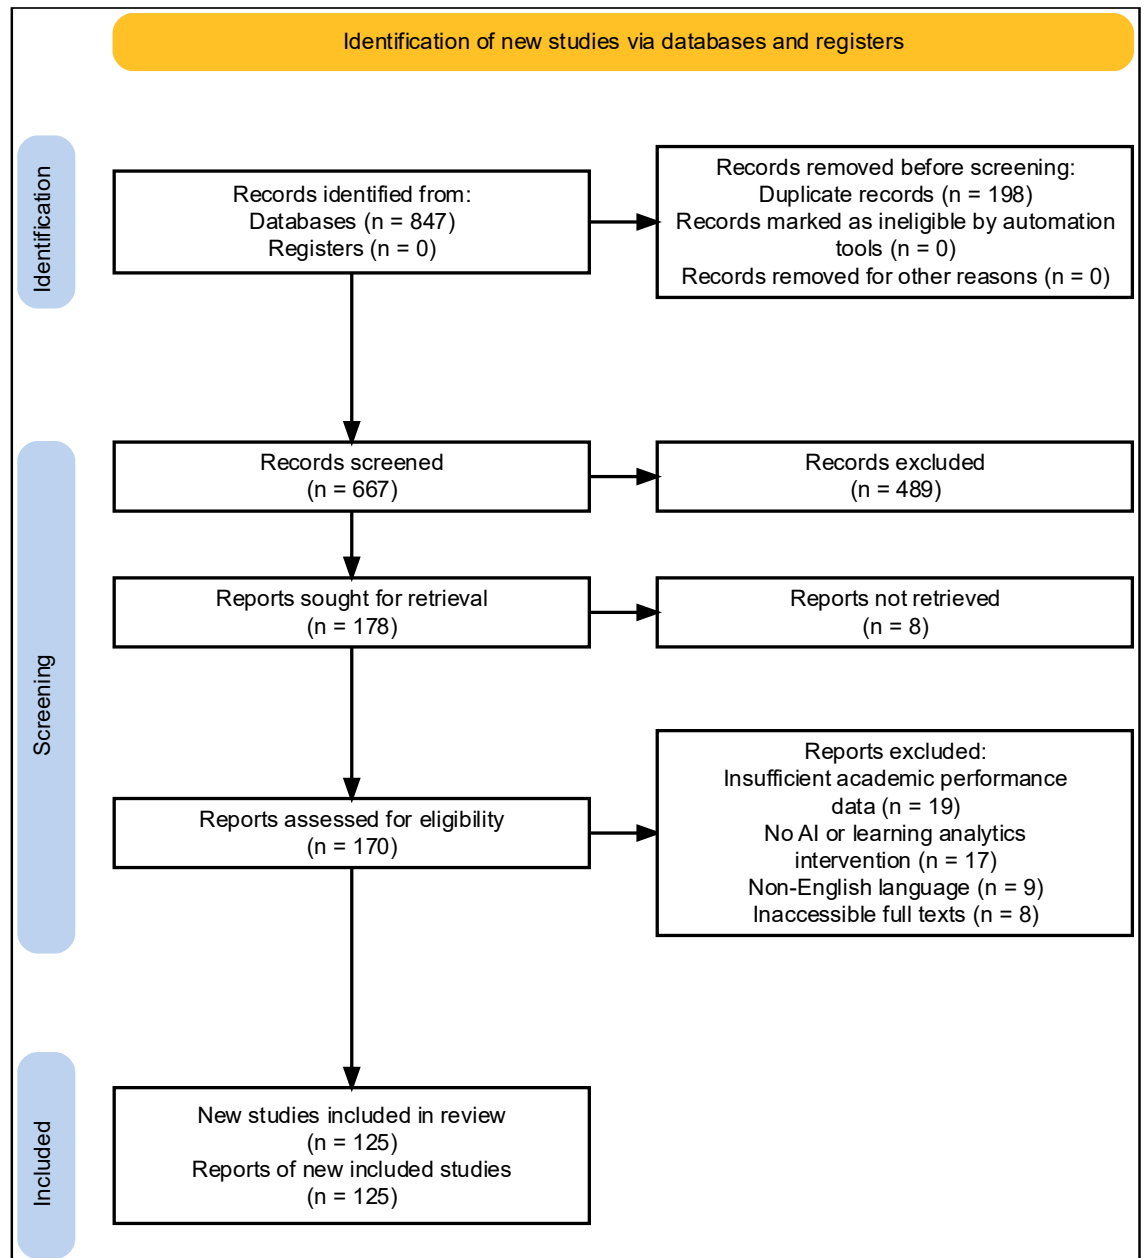 Identification of new studies via databases and registers
Identification
Records identified from:
Databases (n = 847)
Registers (n = 0)
Records removed before screening:
Duplicate records (n = 198)
Records marked as ineligible by automation
tools (n = 0)
Records removed for other reasons (n = 0)
Screening
Records screened
(n = 667)
Records excluded
(n = 489)
Reports sought for retrieval
(n = 178)
Reports not retrieved
(n = 8)
Reports assessed for eligibility
(n = 170)
Reports excluded:
Insufficient academic performance
data (n = 19)
No AI or learning analytics
intervention (n = 17)
Non-English language (n = 9)
Inaccessible full texts (n = 8)
Included
New studies included in review
(n = 125)
Reports of new included studies
(n = 125)